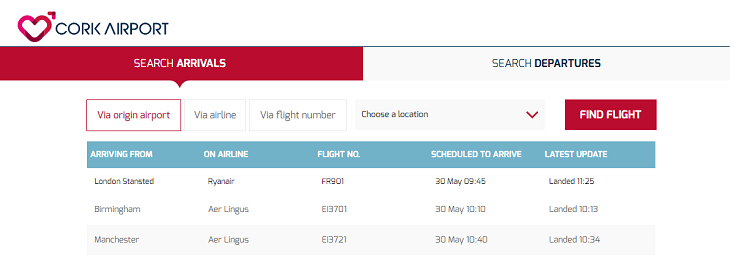 CORK AIRPORT
SEARCH ARRIVALS SEARCH DEPARTURES
Via origin airport Via airline Via flight number Choose a location FIND FLIGHT
ARRIVING FROM ON AIRLINE FLIGHT NO. SCHEDULED TO ARRIVE LATEST UPDATE
London Stansted Ryanair FR901 30 May 09:45 Landed 11:25
Birmingham Aer Lingus EI3701 30 May 10:10 Landed 10:13
Manchester Aer Lingus EI3721 30 May 10:40 Landed 10:34